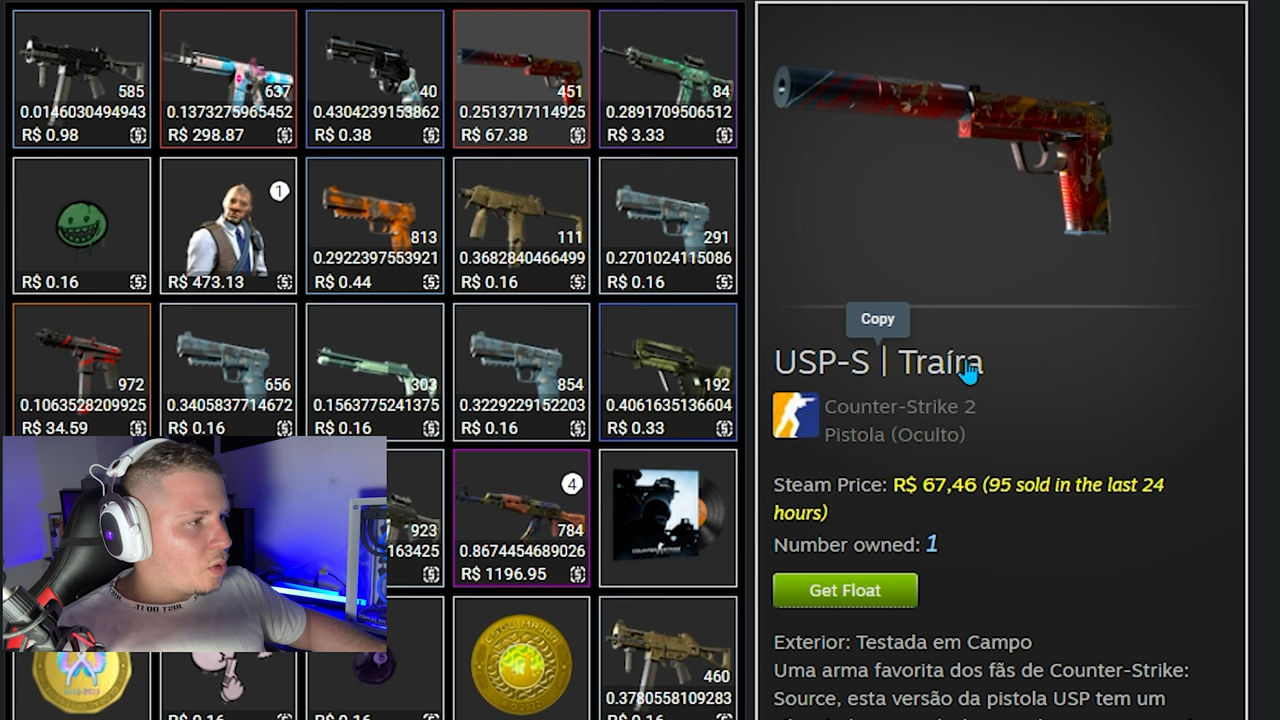 585
0.0146030494943
R$ 0.98
637
0.1373275965452
R$ 298.87
40
0.4304239153862
R$ 0.38
451
0.2513717114925
R$ 67.38
84
0.2891709506512
R$ 3.33
R$ 0.16
1
R$ 473.13
813
0.2922397553921
R$ 0.44
111
0.3682840466499
R$ 0.16
291
0.2701024115086
R$ 0.16
972
0.1063528209925
R$ 34.59
656
0.3405837714672
R$ 0.16
303
0.1563775241375
R$ 0.16
854
0.3229229152203
R$ 0.16
192
0.4061635136604
R$ 0.33
923
163425
4
784
0.8674454689026
R$ 1196.95
460
0.3780558109283
Copy
USP-S | Traíra
Counter-Strike 2
Pistola (Oculto)
Steam Price: R$ 67,46 (95 sold in the last 24
hours)
Number owned: 1
Get Float
Exterior: Testada em Campo
Uma arma favorita dos fãs de Counter-Strike:
Source, esta versão da pistola USP tem um